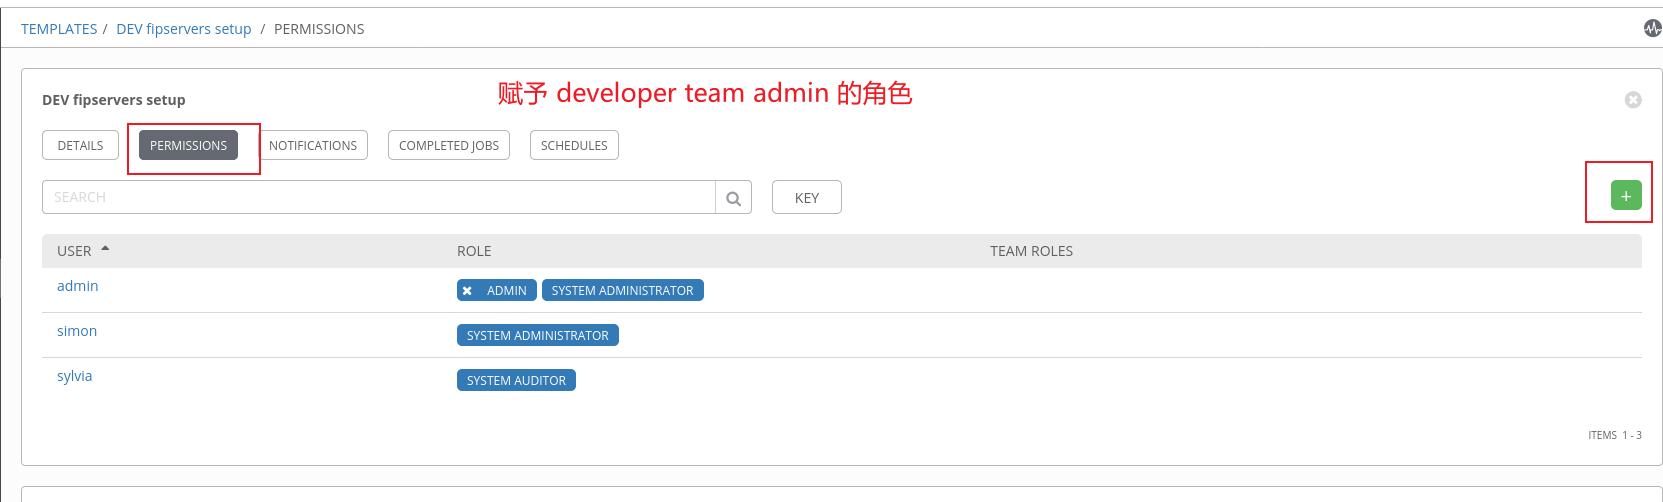 TEMPLATES / DEV fipservers setup / PERMISSIONS
赋予 developer team admin 的角色
DEV fipservers setup
DETAILS PERMISSIONS NOTIFICATIONS COMPLETED JOBS SCHEDULES
SEARCH KEY +
USER ROLE TEAM ROLES
admin ADMIN SYSTEM ADMINISTRATOR
simon SYSTEM ADMINISTRATOR
sylvia SYSTEM AUDITOR
ITEMS 1 - 3